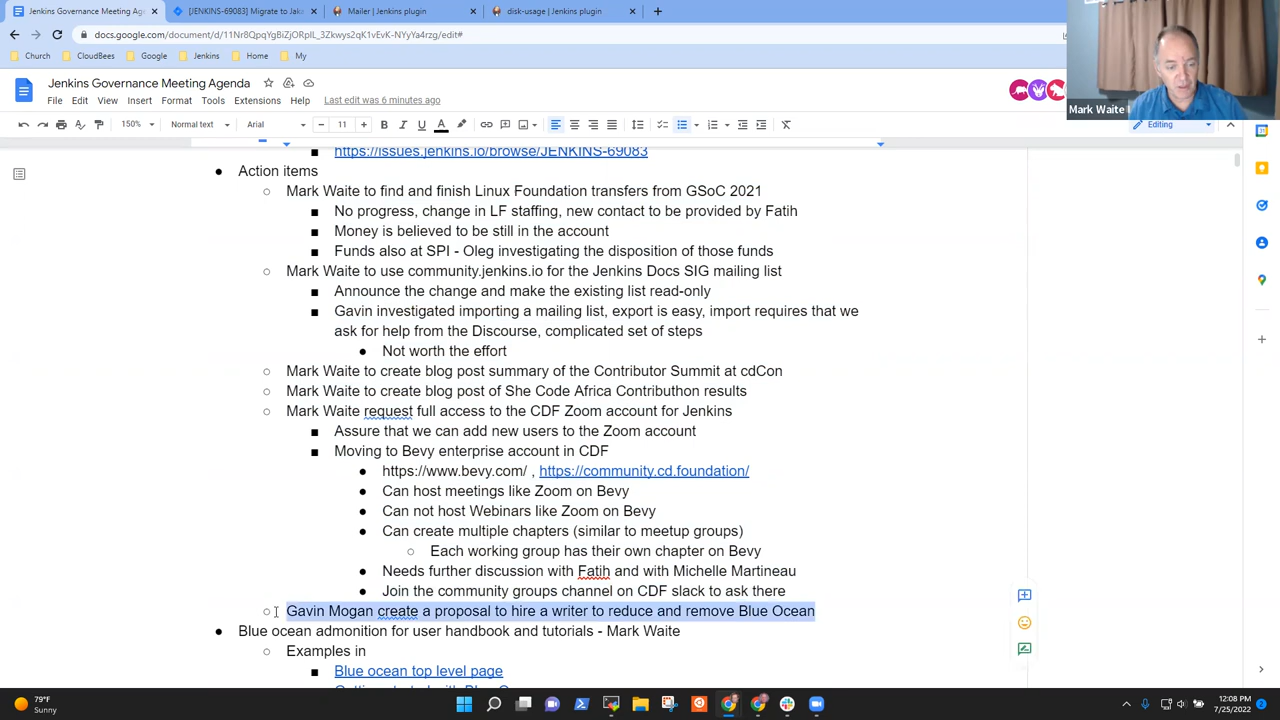 Jenkins Governance Meeting Agenda
[JENKINS-69083] Migrate to Jak
Mailer | Jenkins plugin
disk-usage | Jenkins plugin
docs.google.com/document/d/11Nr8QpqYgBiZjORpIL_3Zkwys2qK1vEvK-NYyYa4rzg/edit#
Church
CloudBees
Google
Jenkins
Home
My
Jenkins Governance Meeting Agenda
File Edit View Insert Format Tools Extensions Help Last edit was 6 minutes ago
150% Normal text Arial 11 Editing
Mark Waite
https://issues.jenkins.io/browse/JENKINS-69083
Action items
Mark Waite to find and finish Linux Foundation transfers from GSoC 2021
No progress, change in LF staffing, new contact to be provided by Fatih
Money is believed to be still in the account
Funds also at SPI - Oleg investigating the disposition of those funds
Mark Waite to use community.jenkins.io for the Jenkins Docs SIG mailing list
Announce the change and make the existing list read-only
Gavin investigated importing a mailing list, export is easy, import requires that we
ask for help from the Discourse, complicated set of steps
Not worth the effort
Mark Waite to create blog post summary of the Contributor Summit at cdCon
Mark Waite to create blog post of She Code Africa Contributhon results
Mark Waite request full access to the CDF Zoom account for Jenkins
Assure that we can add new users to the Zoom account
Moving to Bevy enterprise account in CDF
https://www.bevy.com/ , https://community.cd.foundation/
Can host meetings like Zoom on Bevy
Can not host Webinars like Zoom on Bevy
Can create multiple chapters (similar to meetup groups)
Each working group has their own chapter on Bevy
Needs further discussion with Fatih and with Michelle Martineau
Join the community groups channel on CDF slack to ask there
Gavin Mogan create a proposal to hire a writer to reduce and remove Blue Ocean
Blue ocean admonition for user handbook and tutorials - Mark Waite
Examples in
Blue ocean top level page
79°F
Sunny
12:08 PM
7/25/2022